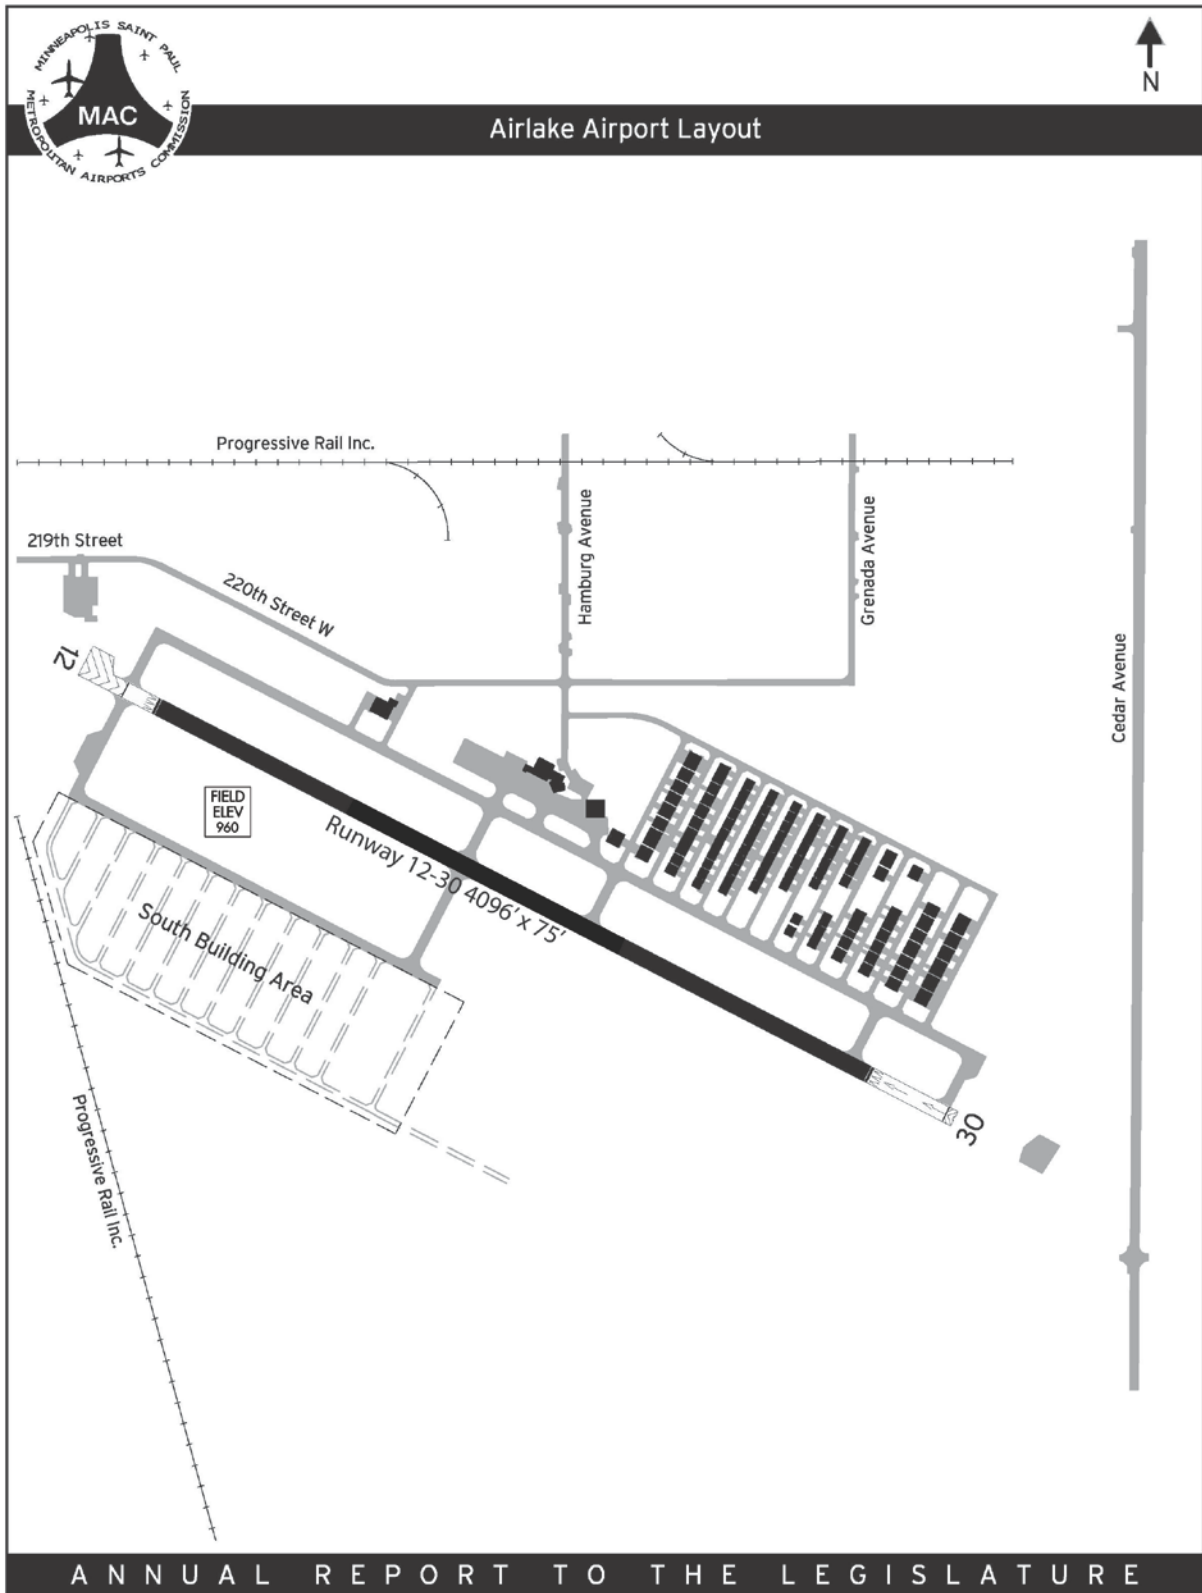 MINNEAPOLIS SAINT PAUL
METROPOLITAN AIRPORTS COMMISSION
MAC
N
Airlake Airport Layout
Progressive Rail Inc.
219th Street
220th Street W
Hamburg Avenue
Grenada Avenue
Cedar Avenue
12
FIELD
ELEV
960
Runway 12-30 4096' x 75'
South Building Area
30
Progressive Rail Inc.
ANNUAL REPORT TO THE LEGISLATURE